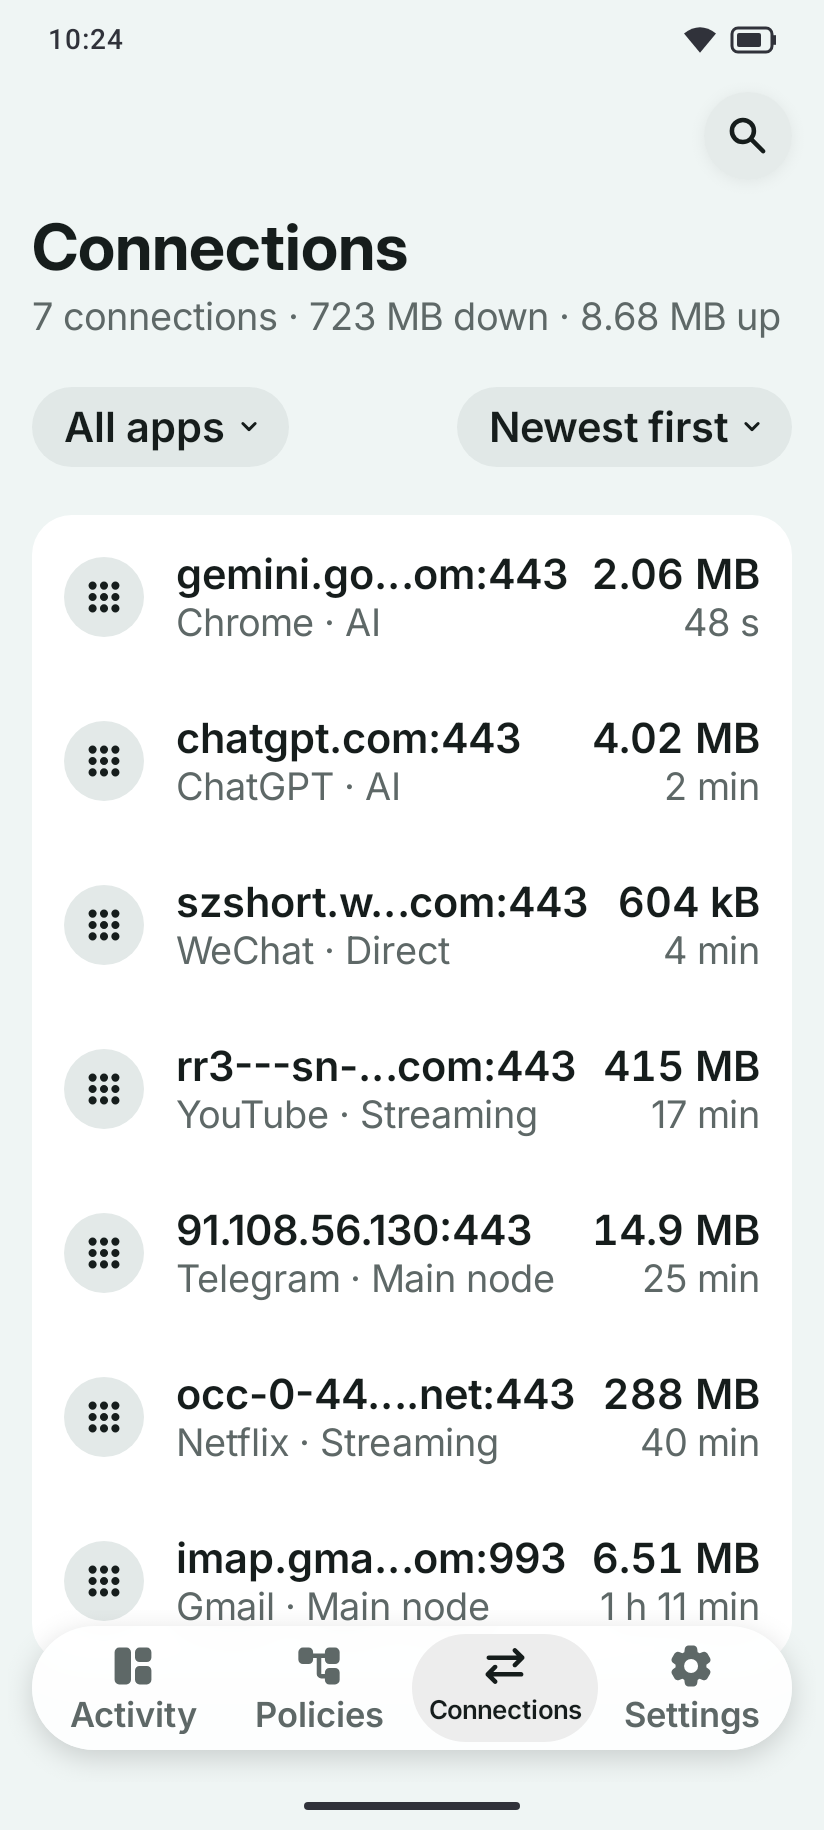 10:24
Connections
7 connections · 723 MB down · 8.68 MB up
All apps
Newest first
gemini.go...om:443 2.06 MB
Chrome · AI 48 s
chatgpt.com:443 4.02 MB
ChatGPT · AI 2 min
szshort.w...com:443 604 kB
WeChat · Direct 4 min
rr3---sn-...com:443 415 MB
YouTube · Streaming 17 min
91.108.56.130:443 14.9 MB
Telegram · Main node 25 min
occ-0-44....net:443 288 MB
Netflix · Streaming 40 min
imap.gma...om:993 6.51 MB
Gmail · Main node 1 h 11 min
Activity Policies Connections Settings